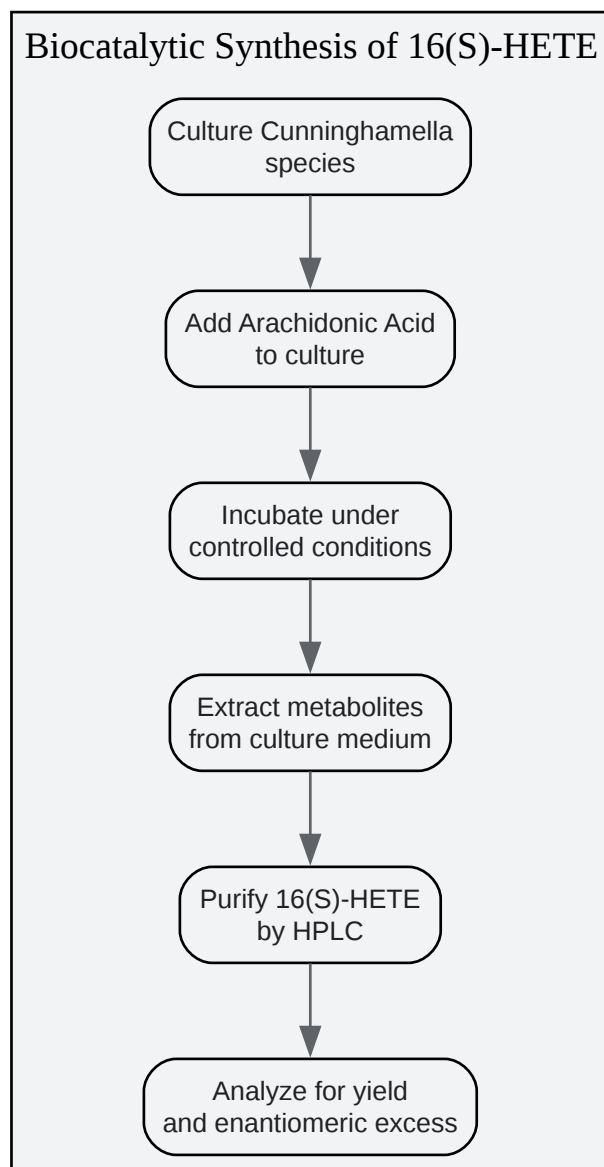 Biocatalytic Synthesis of 16(S)-HETE
Culture Cunninghamella
species
Add Arachidonic Acid
to culture
Incubate under
controlled conditions
Extract metabolites
from culture medium
Purify 16(S)-HETE
by HPLC
Analyze for yield
and enantiomeric excess